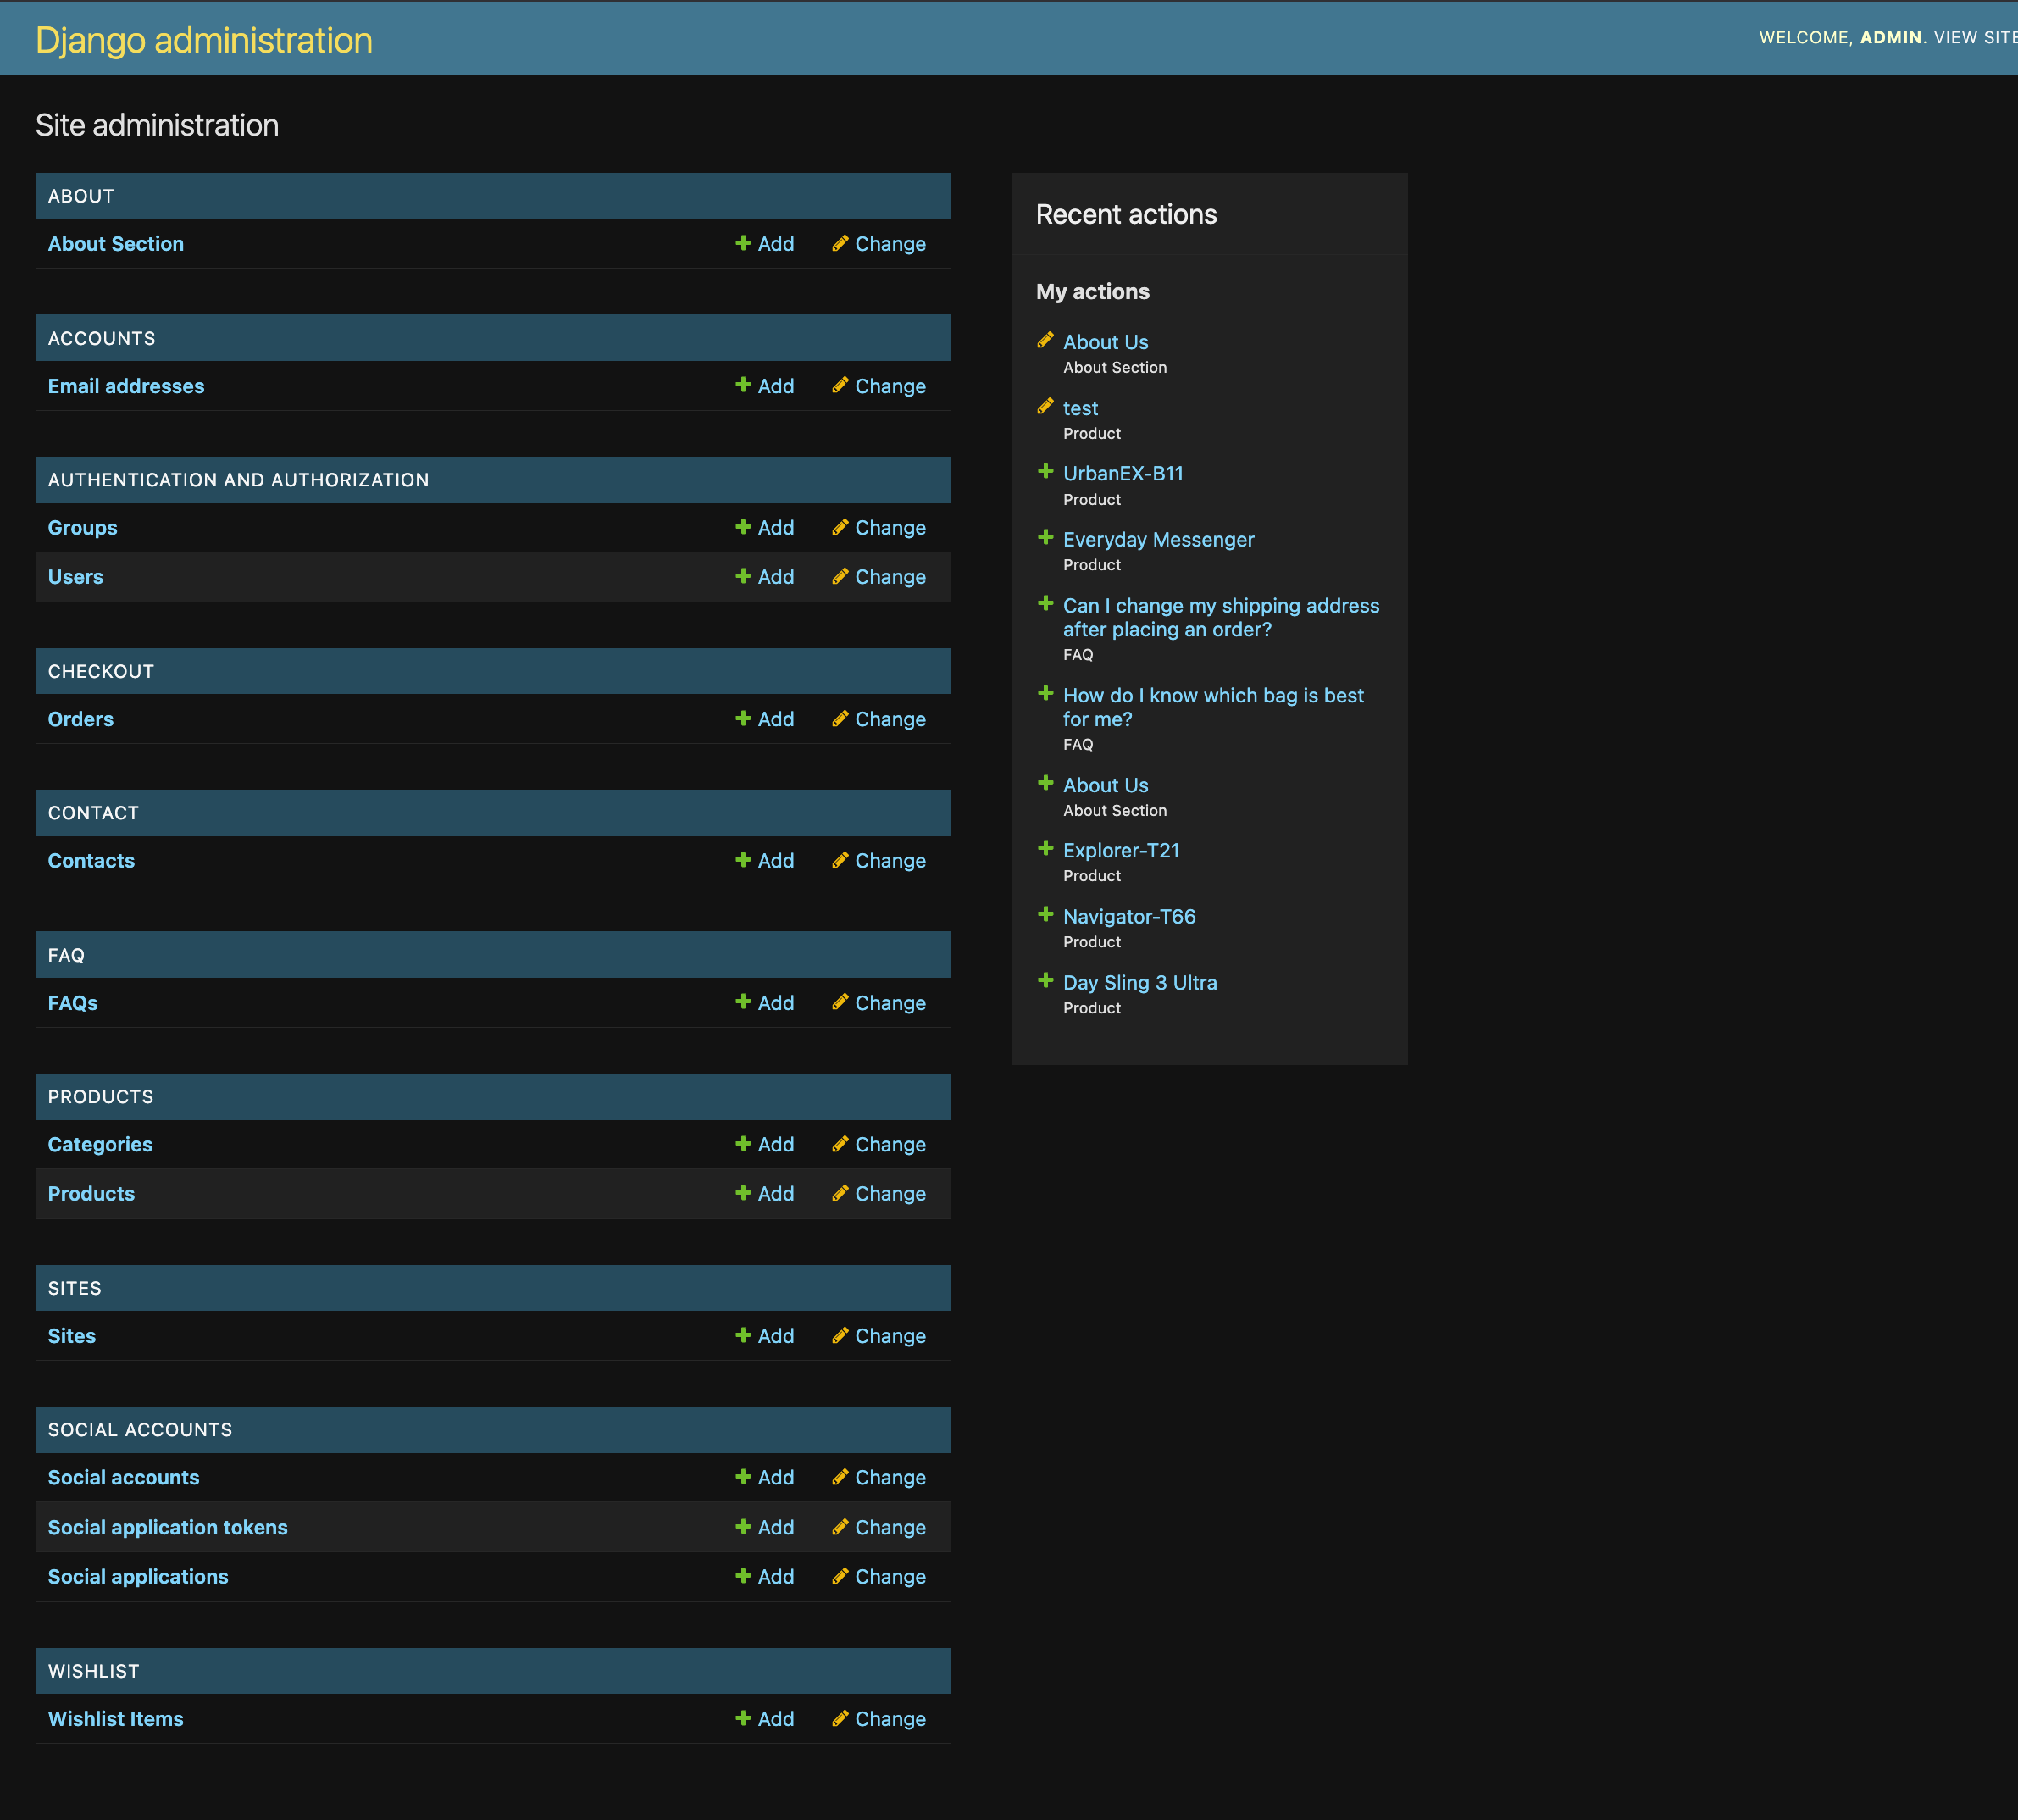 Django administration
WELCOME, ADMIN. VIEW SITE
Site administration
ABOUT
About Section Add Change
ACCOUNTS
Email addresses Add Change
AUTHENTICATION AND AUTHORIZATION
Groups Add Change
Users Add Change
CHECKOUT
Orders Add Change
CONTACT
Contacts Add Change
FAQ
FAQs Add Change
PRODUCTS
Categories Add Change
Products Add Change
SITES
Sites Add Change
SOCIAL ACCOUNTS
Social accounts Add Change
Social application tokens Add Change
Social applications Add Change
WISHLIST
Wishlist Items Add Change
Recent actions
My actions
About Us
About Section
test
Product
UrbanEX-B11
Product
Everyday Messenger
Product
Can I change my shipping address
after placing an order?
FAQ
How do I know which bag is best
for me?
FAQ
About Us
About Section
Explorer-T21
Product
Navigator-T66
Product
Day Sling 3 Ultra
Product